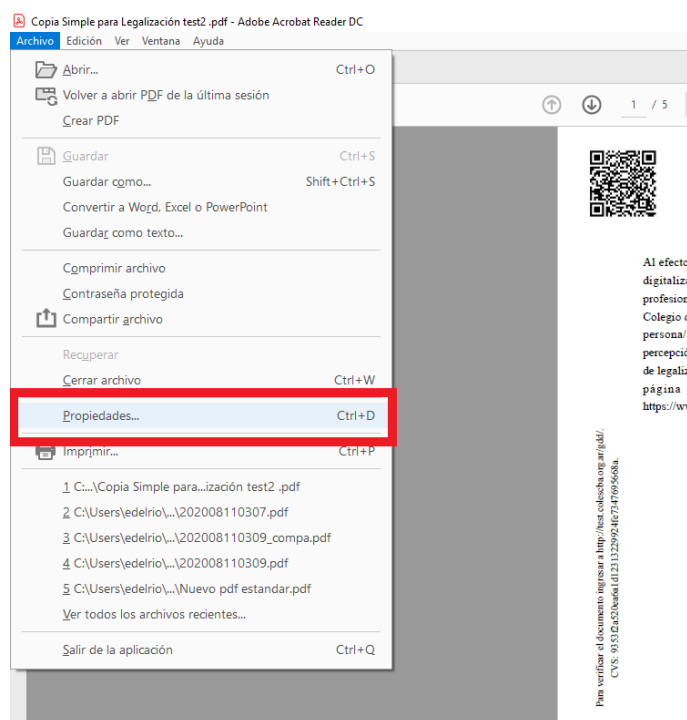 Copia Simple para Legalización test2 .pdf - Adobe Acrobat Reader DC
Archivo Edición Ver Ventana Ayuda
Abrir... Ctrl+O
Volver a abrir PDF de la última sesión
Crear PDF
1 / 5
Guardar Ctrl+S
Guardar como... Shift+Ctrl+S
Convertir a Word, Excel o PowerPoint
Guardar como texto...
Comprimir archivo
Contraseña protegida
Compartir archivo
Recuperar
Cerrar archivo Ctrl+W
Propiedades... Ctrl+D
Imprimir... Ctrl+P
1 C:...\Copia Simple para...ización test2 .pdf
2 C:\Users\edelrio\...\202008110307.pdf
3 C:\Users\edelrio\...\202008110309_compa.pdf
4 C:\Users\edelrio\...\202008110309.pdf
5 C:\Users\edelrio\...\Nuevo pdf estandar.pdf
Ver todos los archivos recientes...
Salir de la aplicación Ctrl+Q
Al efecto
digitaliza
profesion
Colegio
persona/
percepció
de legaliz
página
https://w
Para verificar el documento ingresar a http://test.colescba.org.ar/gdd/.
CVS: